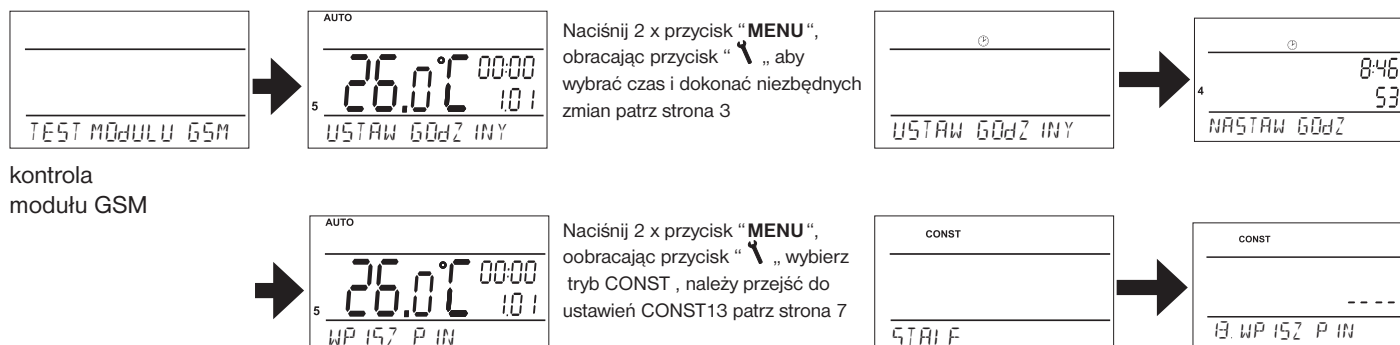 TEST MODULU GSM
AUTO
26.0°C 00:00
5 1.01
USTAW GODZINY
Naciśnij 2 x przycisk “MENU“,
obracając przycisk “ „ aby
wybrać czas i dokonać niezbędnych
zmian patrz strona 3
USTAW GODZINY
8:46
4 53
NASTAW GODZ
kontrola
modułu GSM
AUTO
26.0°C 00:00
5 1.01
WPISZ PIN
Naciśnij 2 x przycisk “MENU“,
oobracając przycisk “ „ wybierz
tryb CONST , należy przejść do
ustawień CONST13 patrz strona 7
CONST
STALE
CONST
----
13. WPISZ PIN